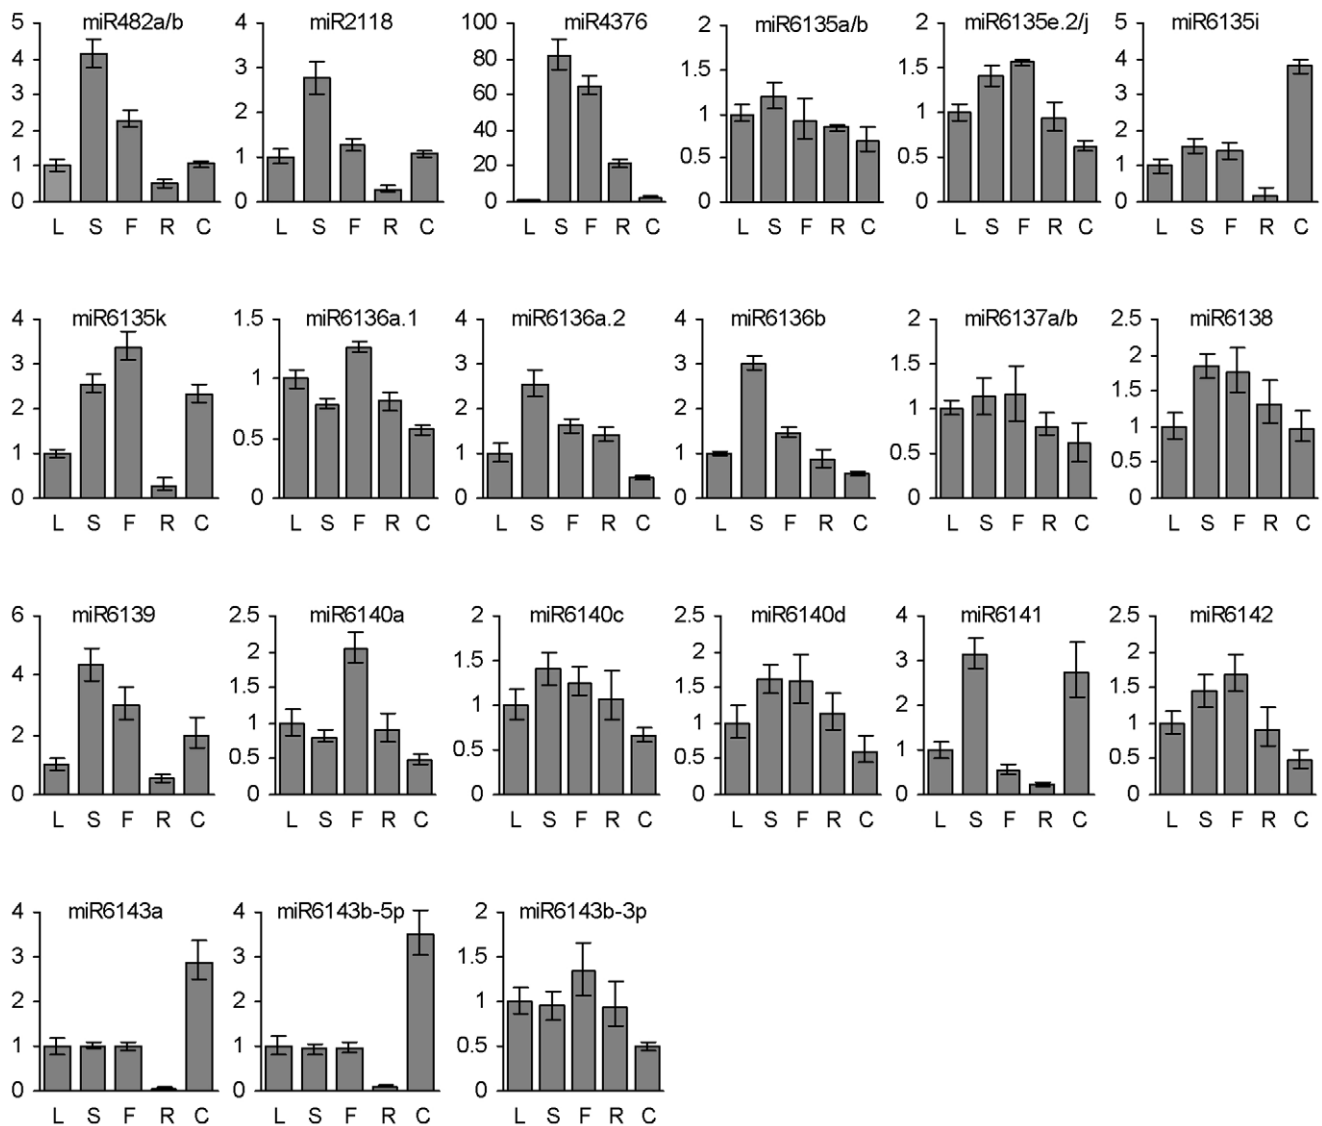 miR482a/b miR2118 miR4376 miR6135a/b miR6135e.2/j miR6135i
5 4 3 2 1 0
4 3 2 1 0
100 80 60 40 20 0
2 1.5 1 0.5 0
2 1.5 1 0.5 0
5 4 3 2 1 0
L S F R C L S F R C L S F R C L S F R C L S F R C L S F R C
miR6135k miR6136a.1 miR6136a.2 miR6136b miR6137a/b miR6138
4 3 2 1 0
1.5 1 0.5 0
4 3 2 1 0
4 3 2 1 0
2 1.5 1 0.5 0
2.5 2 1.5 1 0.5 0
L S F R C L S F R C L S F R C L S F R C L S F R C L S F R C
miR6139 miR6140a miR6140c miR6140d miR6141 miR6142
6 4 2 0
2.5 2 1.5 1 0.5 0
2 1.5 1 0.5 0
2.5 2 1.5 1 0.5 0
4 3 2 1 0
2.5 2 1.5 1 0.5 0
L S F R C L S F R C L S F R C L S F R C L S F R C L S F R C
miR6143a miR6143b-5p miR6143b-3p
4 3 2 1 0
4 3 2 1 0
2 1.5 1 0.5 0
L S F R C L S F R C L S F R C